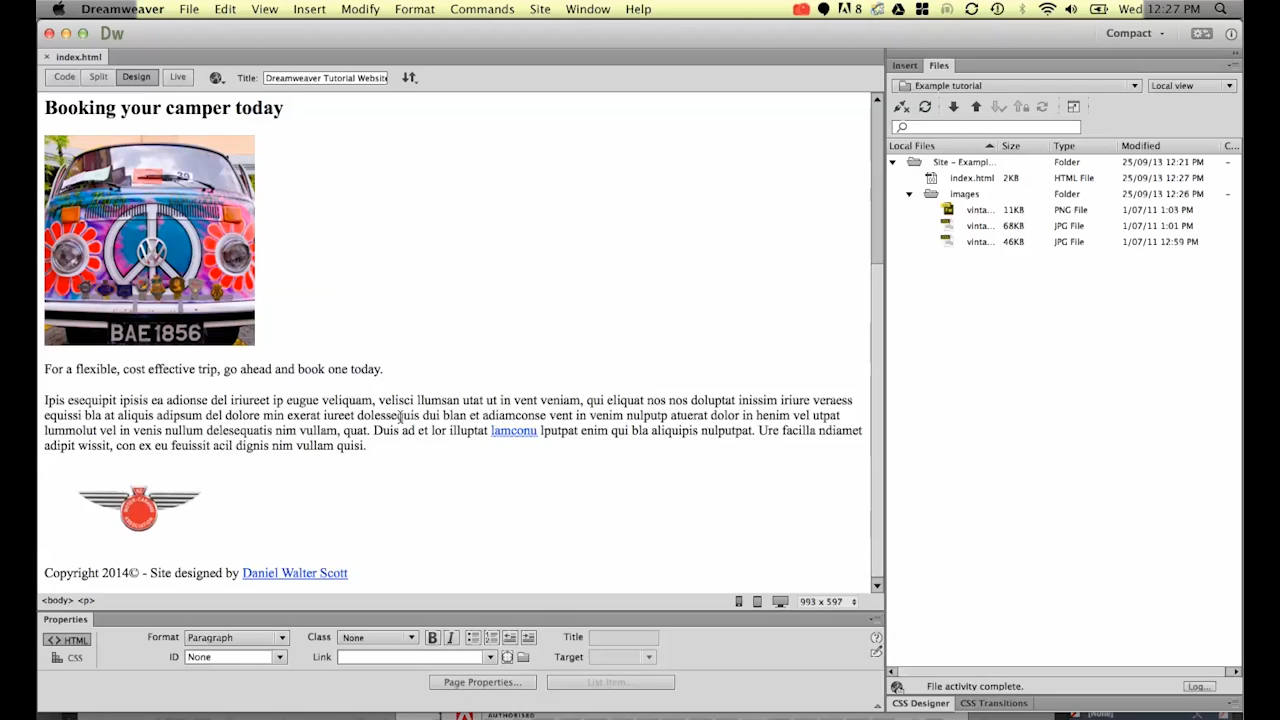 Dreamweaver File Edit View Insert Modify Format Commands Site Window Help 8 Wed 12:27 PM
Dw Compact
× index.html
Insert Files
Code Split Design Live Title: Dreamweaver Tutorial Website
Example tutorial Local view
Booking your camper today
Local Files Size Type Modified C...
Site - Exampl... Folder 25/09/13 12:21 PM -
index.html 2KB HTML File 25/09/13 12:27 PM
images Folder 25/09/13 12:26 PM -
vinta... 11KB PNG File 1/07/11 1:03 PM
vinta... 68KB JPG File 1/07/11 1:01 PM
vinta... 46KB JPG File 1/07/11 12:59 PM
BAE 1856
For a flexible, cost effective trip, go ahead and book one today.
Ipis esequipit ipisis ea adionse del iriureet ip eugue veliquam, velisci llumsan utat ut in vent veniam, qui eliquat nos nos doluptat inissim iriure veraess
equissi bla at aliquis adipsum del dolore min exerat iureet dolessequis dui blan et adiamconse vent in venim nulputp atuerat dolor in henim vel utpat
lummolut vel in venis nullum delesequatis nim vullam, quat. Duis ad et lor illuptat lamconu lputpat enim qui bla aliquipis nulputpat. Ure facilla ndiamet
adipit wissit, con ex eu feuissit acil dignis nim vullam quisi.
Copyright 2014© - Site designed by Daniel Walter Scott
<body> <p> 993 x 597
Properties
<> HTML Format Paragraph Class None B I Title
CSS ID None Link Target
Page Properties... List Item...
File activity complete. Log...
CSS Designer CSS Transitions
AUTHORISED [None]